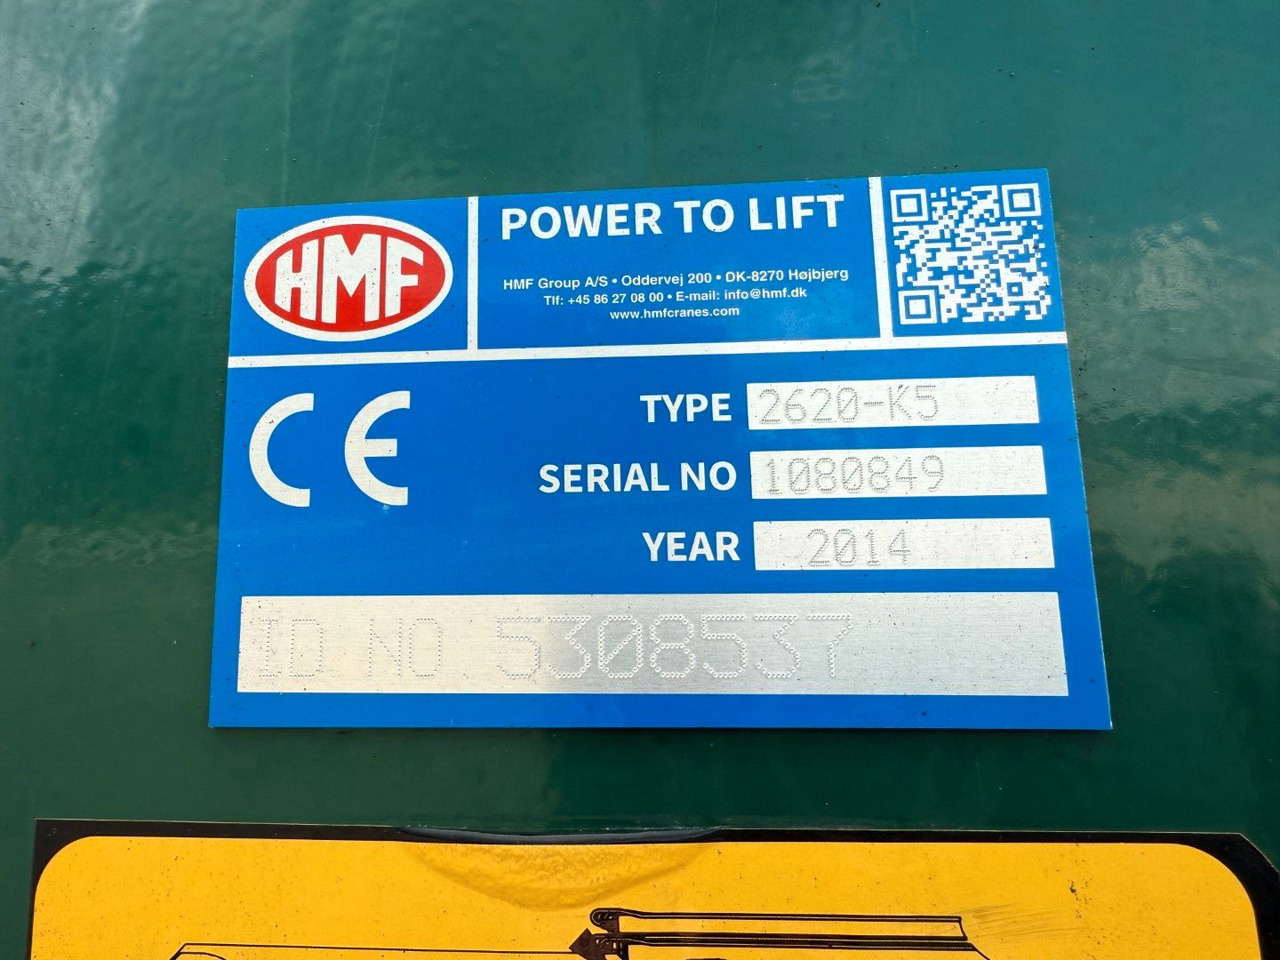 HMF
POWER TO LIFT
HMF Group A/S • Oddervej 200 • DK-8270 Højbjerg
Tlf: +45 86 27 08 00 • E-mail: info@hmf.dk
www.hmfcranes.com
CE
TYPE 2620-K5
SERIAL NO 1080849
YEAR 2014
ID NO 5308537